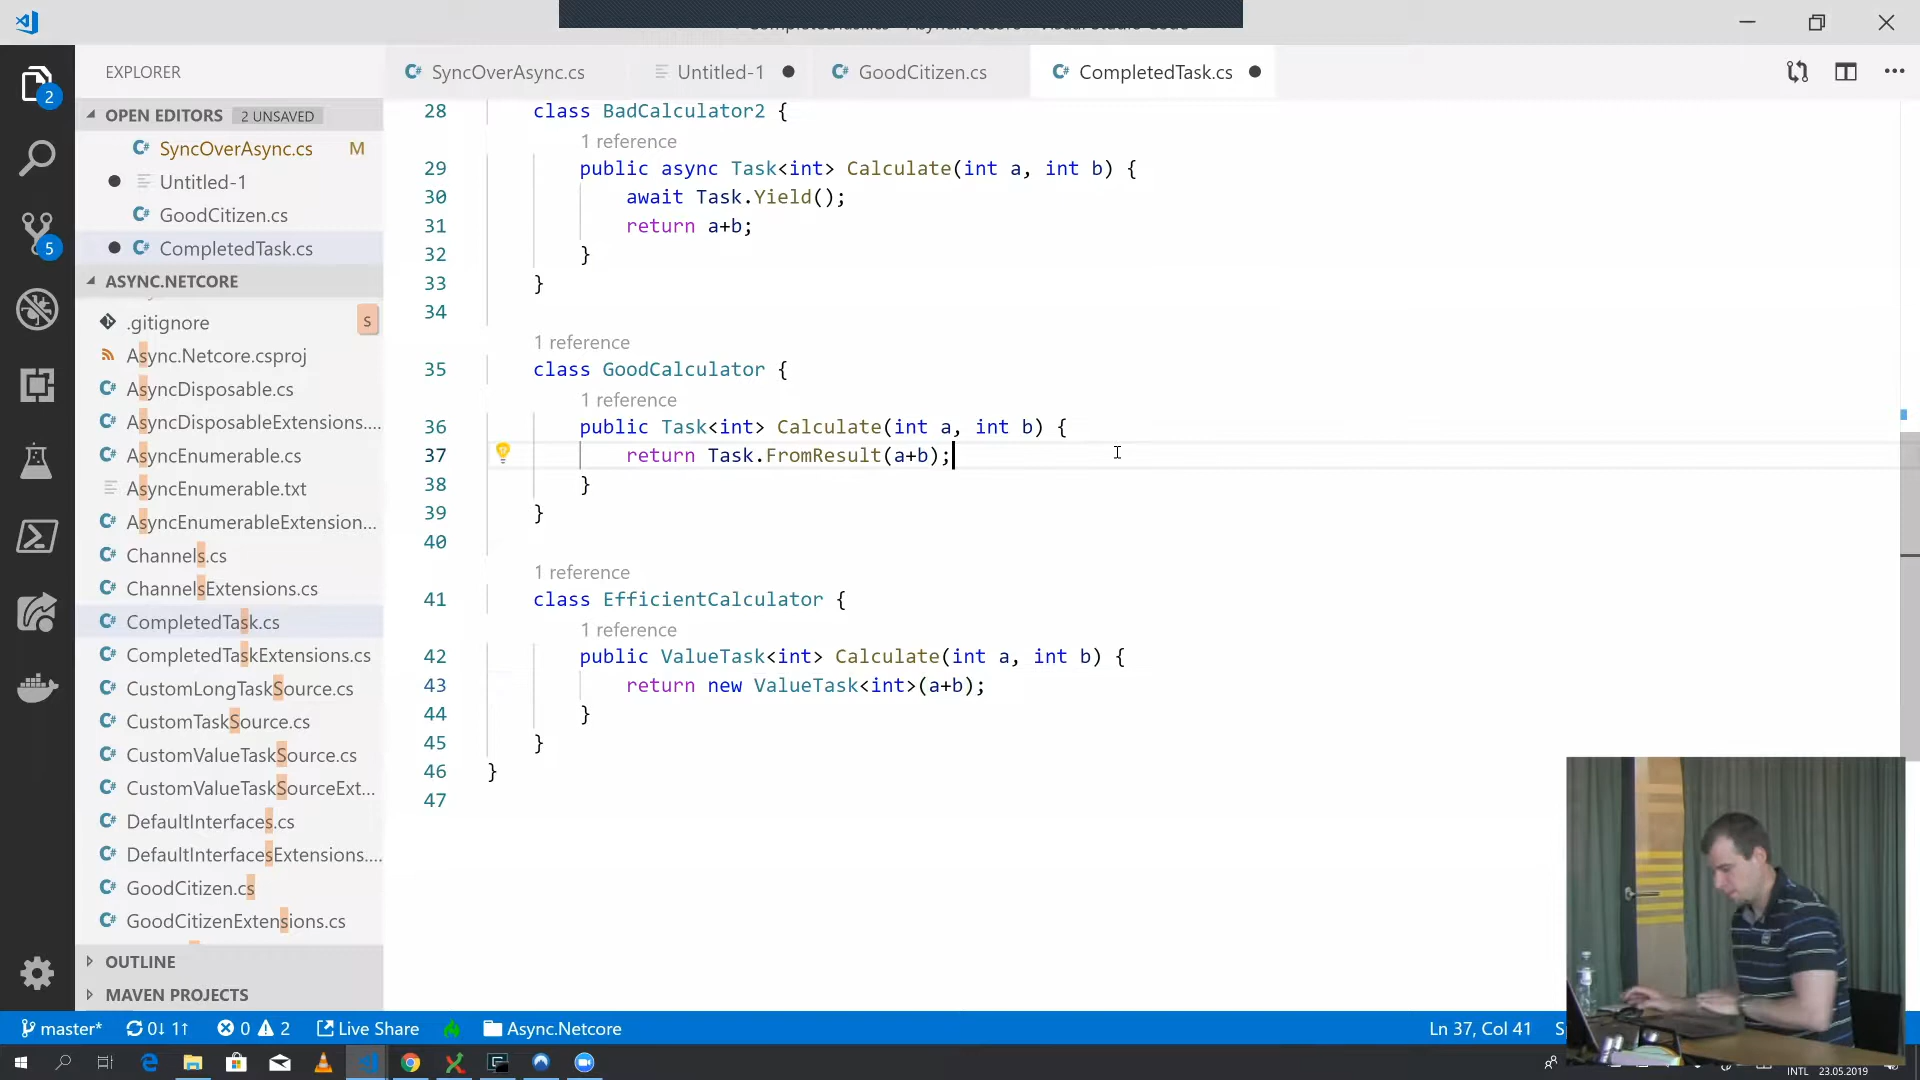 EXPLORER
SyncOverAsync.cs
Untitled-1
GoodCitizen.cs
CompletedTask.cs
OPEN EDITORS 2 UNSAVED
SyncOverAsync.cs M
Untitled-1
GoodCitizen.cs
CompletedTask.cs
ASYNC.NETCORE
.gitignore S
Async.Netcore.csproj
AsyncDisposable.cs
AsyncDisposableExtensions....
AsyncEnumerable.cs
AsyncEnumerable.txt
AsyncEnumerableExtension...
Channels.cs
ChannelsExtensions.cs
CompletedTask.cs
CompletedTaskExtensions.cs
CustomLongTaskSource.cs
CustomTaskSource.cs
CustomValueTaskSource.cs
CustomValueTaskSourceExt...
DefaultInterfaces.cs
DefaultInterfacesExtensions....
GoodCitizen.cs
GoodCitizenExtensions.cs
OUTLINE
MAVEN PROJECTS
2
5
28 class BadCalculator2 {
1 reference
29 public async Task<int> Calculate(int a, int b) {
30 await Task.Yield();
31 return a+b;
32 }
33 }
34
1 reference
35 class GoodCalculator {
1 reference
36 public Task<int> Calculate(int a, int b) {
37 return Task.FromResult(a+b);
38 }
39 }
40
1 reference
41 class EfficientCalculator {
1 reference
42 public ValueTask<int> Calculate(int a, int b) {
43 return new ValueTask<int>(a+b);
44 }
45 }
46 }
47
master* 0↓ 1↑ 0 2 Live Share Async.Netcore Ln 37, Col 41 S
INTL 23.05.2019